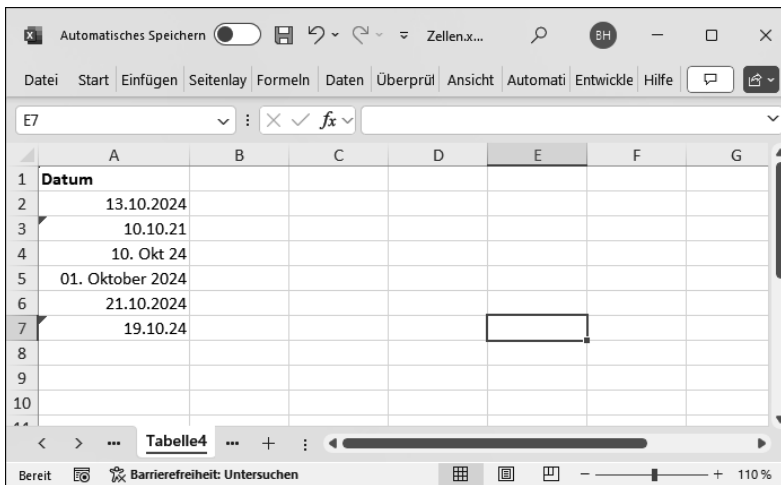 Automatisches Speichern Zellen.x... BH
Datei Start Einfügen Seitenlay Formeln Daten Überprüf Ansicht Automati Entwickle Hilfe
E7 fx
A B C D E F G
1 Datum
2 13.10.2024
3 10.10.21
4 10. Okt 24
5 01. Oktober 2024
6 21.10.2024
7 19.10.24
8
9
10
Tabelle4
Bereit Barrierefreiheit: Untersuchen 110 %